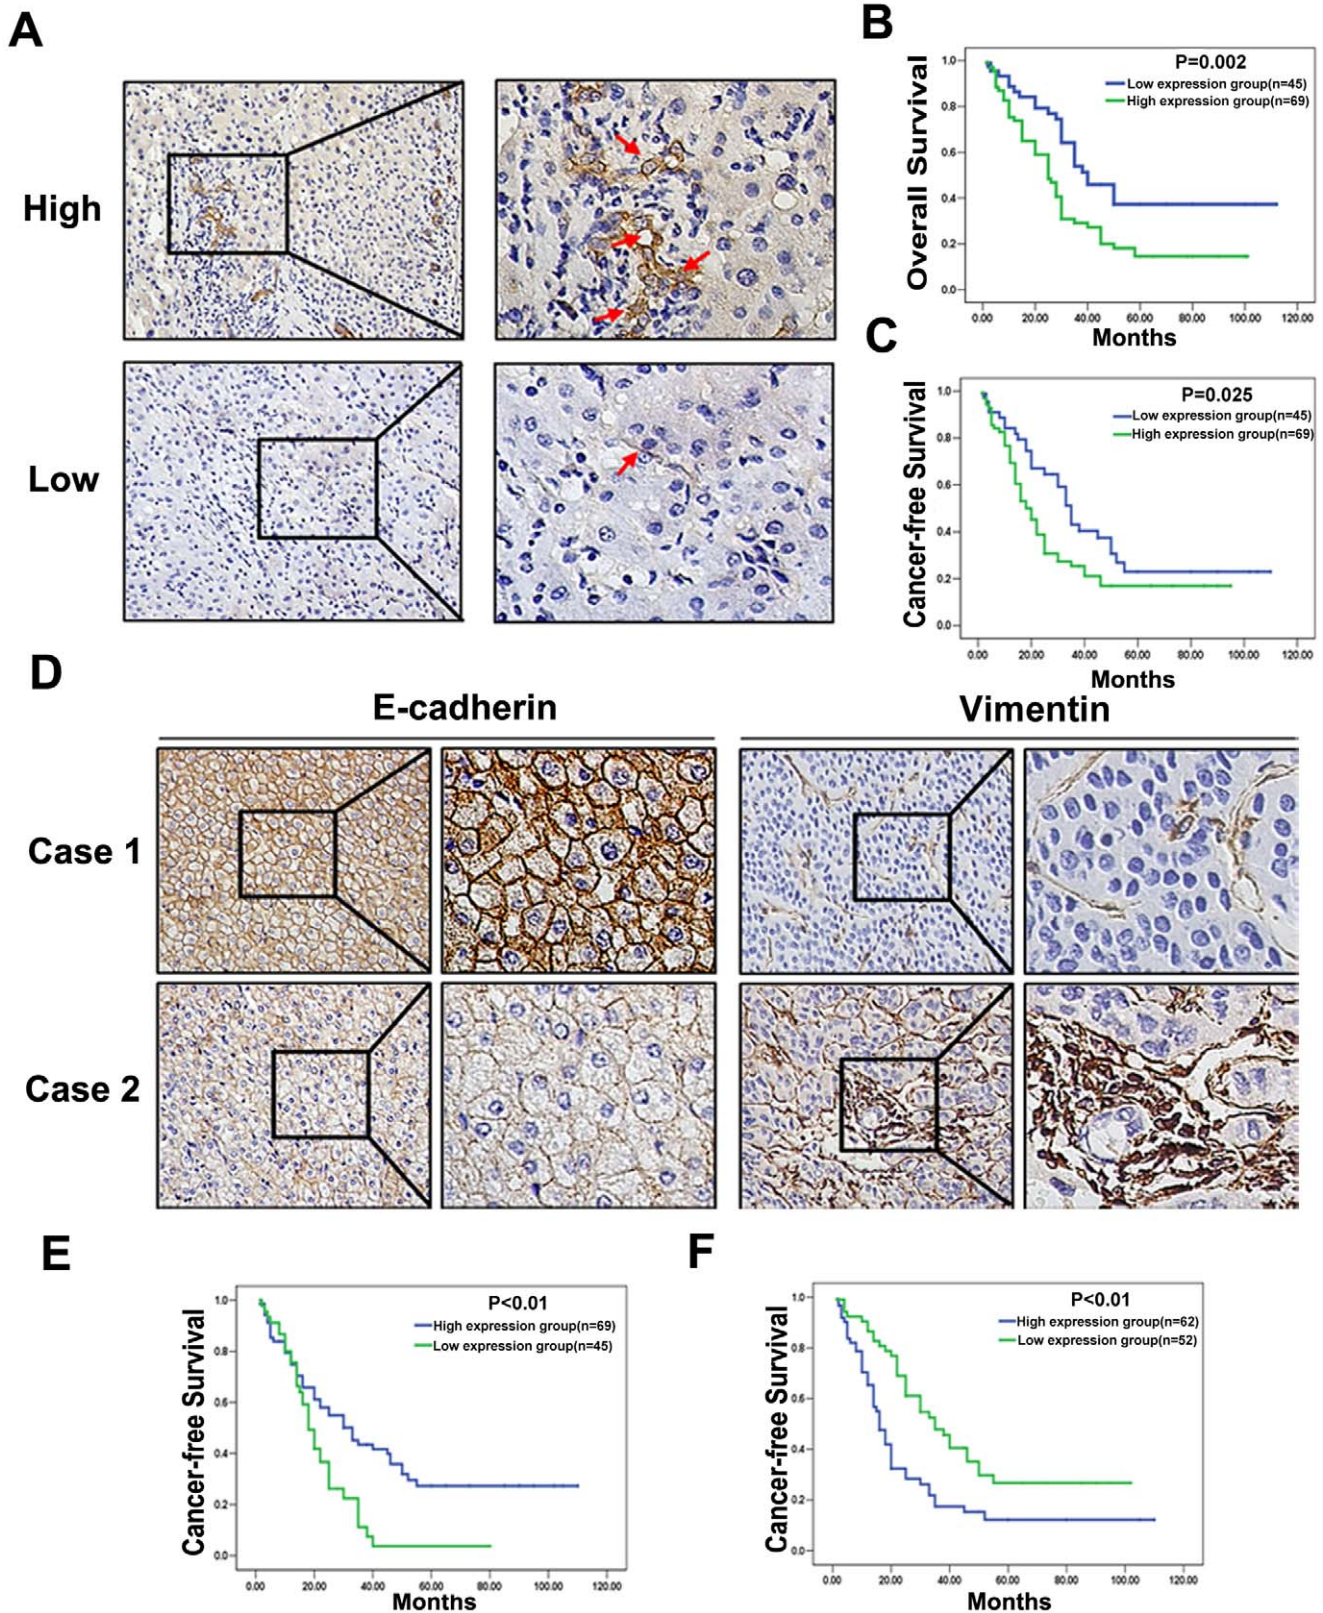 A
High
Low
B
P=0.002
Low expression group(n=45)
High expression group(n=69)
Overall Survival
1.0
0.8
0.6
0.4
0.2
0.0
0.00 20.00 40.00 60.00 80.00 100.00 120.00
Months
C
P=0.025
Low expression group(n=45)
High expression group(n=69)
Cancer-free Survival
1.0
0.8
0.6
0.4
0.2
0.0
0.00 20.00 40.00 60.00 80.00 100.00 120.00
Months
D
E-cadherin
Vimentin
Case 1
Case 2
E
P<0.01
High expression group(n=69)
Low expression group(n=45)
Cancer-free Survival
1.0
0.8
0.6
0.4
0.2
0.0
0.00 20.00 40.00 60.00 80.00 100.00 120.00
Months
F
P<0.01
High expression group(n=62)
Low expression group(n=52)
Cancer-free Survival
1.0
0.8
0.6
0.4
0.2
0.0
0.00 20.00 40.00 60.00 80.00 100.00 120.00
Months